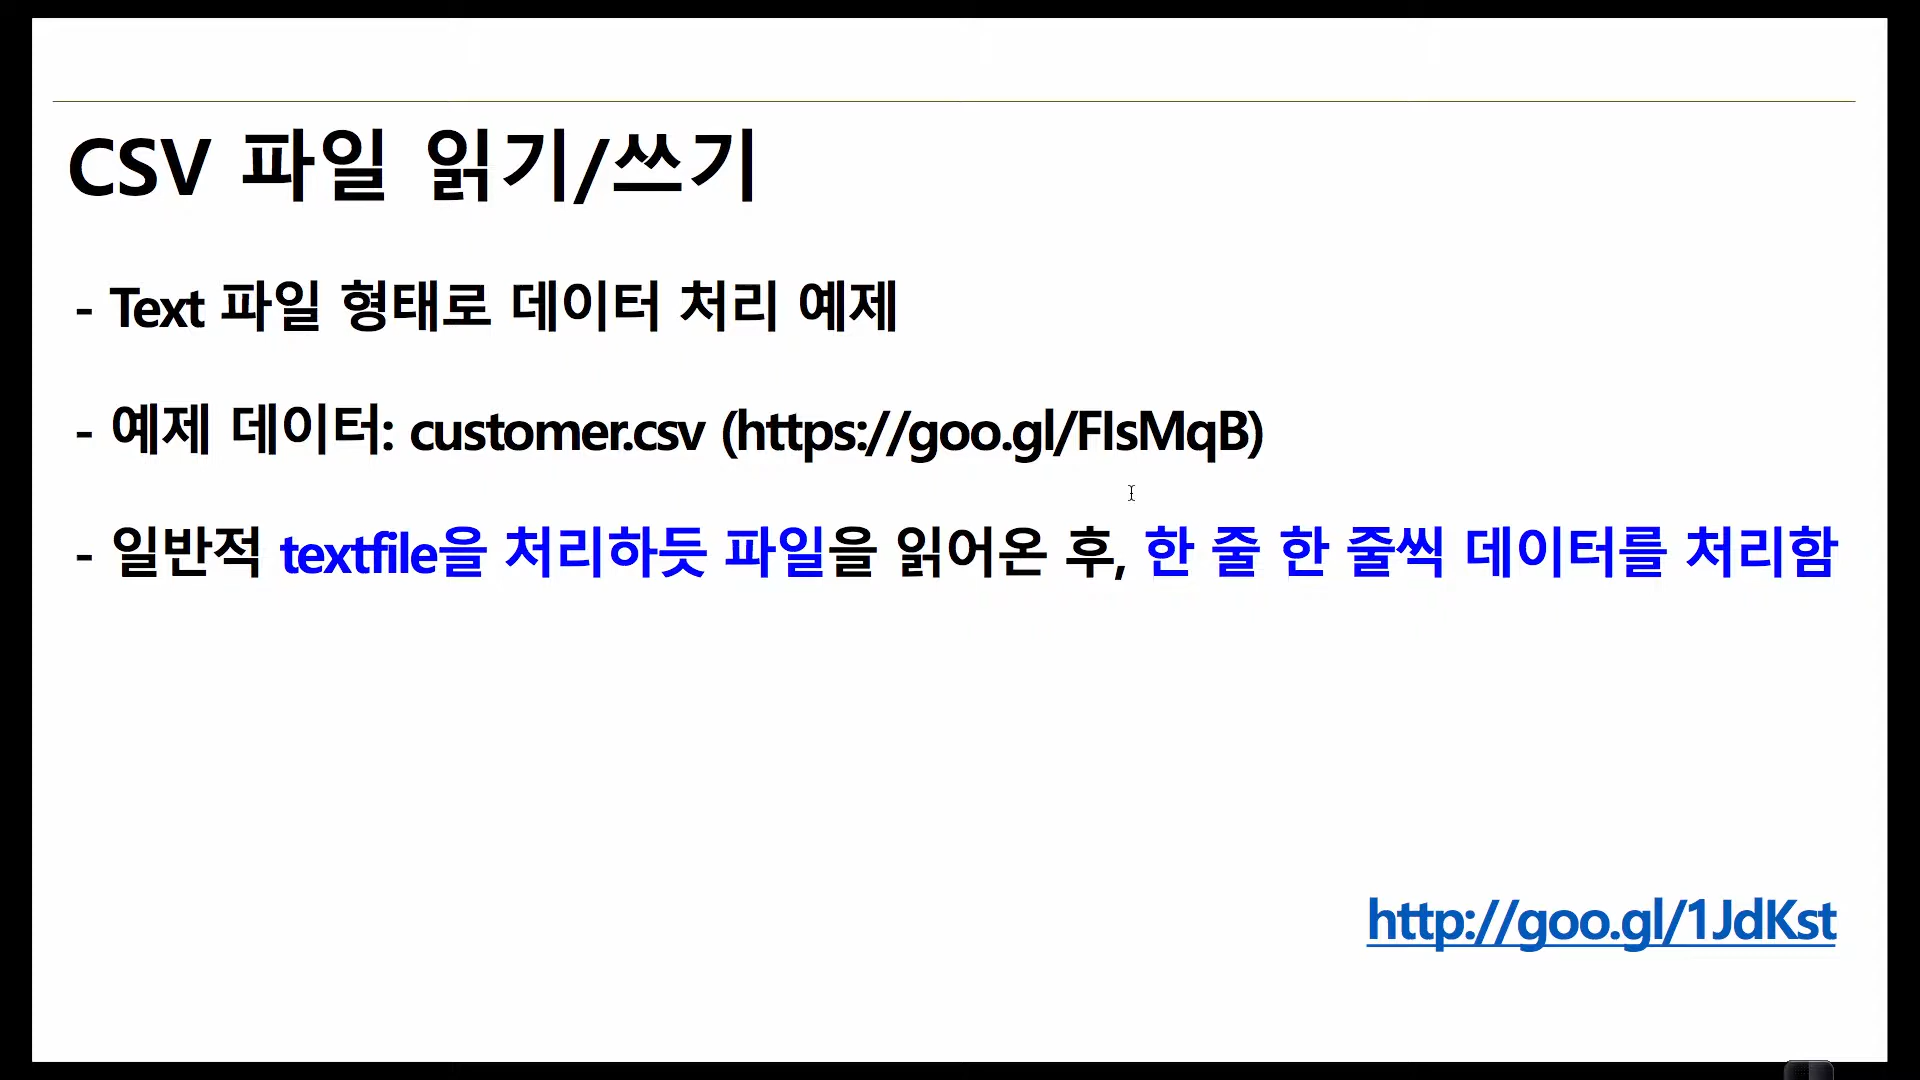 CSV 파일 읽기/쓰기
- Text 파일 형태로 데이터 처리 예제
- 예제 데이터: customer.csv (https://goo.gl/FIsMqB)
- 일반적 textfile을 처리하듯 파일을 읽어온 후, 한 줄 한 줄씩 데이터를 처리함
http://goo.gl/1JdKst